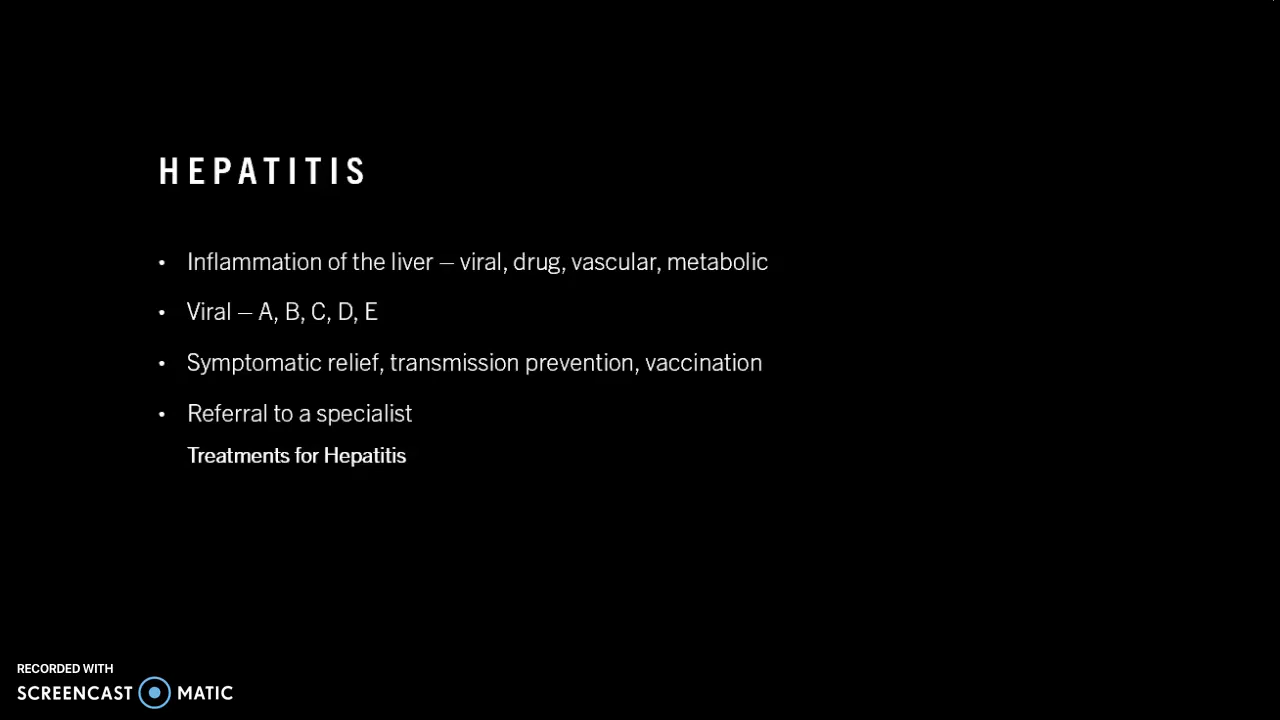 HEPATITIS
• Inflammation of the liver – viral, drug, vascular, metabolic
• Viral – A, B, C, D, E
• Symptomatic relief, transmission prevention, vaccination
• Referral to a specialist
Treatments for Hepatitis
RECORDED WITH
SCREENCAST MATIC